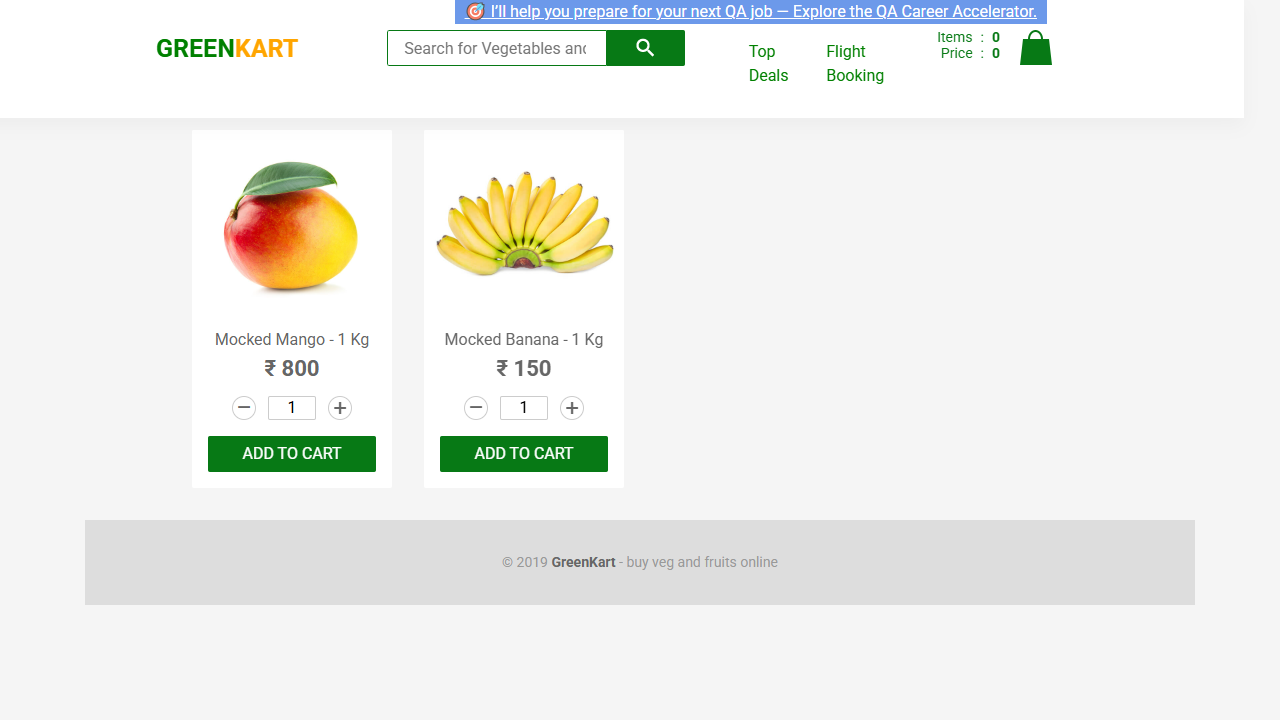 🎯 I’ll help you prepare for your next QA job — Explore the QA Career Accelerator.
GREENKART
Search for Vegetables and
Top Deals
Flight Booking
Items : 0
Price : 0
Mocked Mango - 1 Kg
₹ 800
1
ADD TO CART
Mocked Banana - 1 Kg
₹ 150
1
ADD TO CART
© 2019 GreenKart - buy veg and fruits online